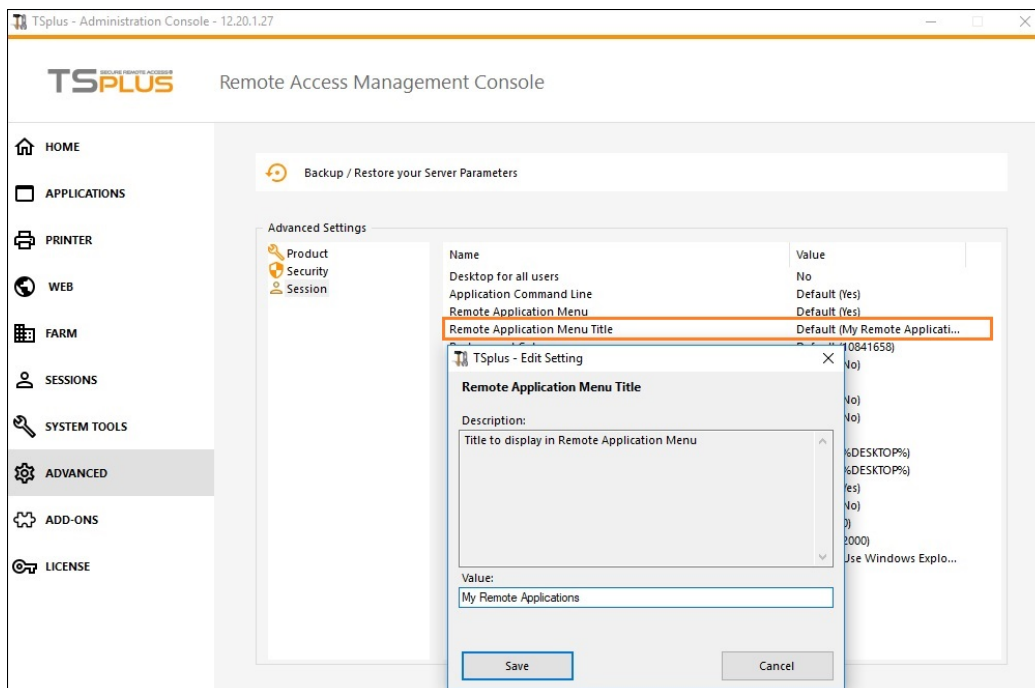 TSplus - Administration Console - 12.20.1.27
TSPLUS
SECURE REMOTE ACCESS
Remote Access Management Console
HOME
APPLICATIONS
PRINTER
WEB
FARM
SESSIONS
SYSTEM TOOLS
ADVANCED
ADD-ONS
LICENSE
Backup / Restore your Server Parameters
Advanced Settings
Product
Security
Session
Name Value
Desktop for all users No
Application Command Line Default (Yes)
Remote Application Menu Default (Yes)
Remote Application Menu Title Default (My Remote Applicati...
(10841658)
No)
No)
No)
%DESKTOP%)
%DESKTOP%)
Yes)
No)
0)
2000)
Use Windows Explo...
TSplus - Edit Setting
Remote Application Menu Title
Description:
Title to display in Remote Application Menu
Value:
My Remote Applications
Save Cancel